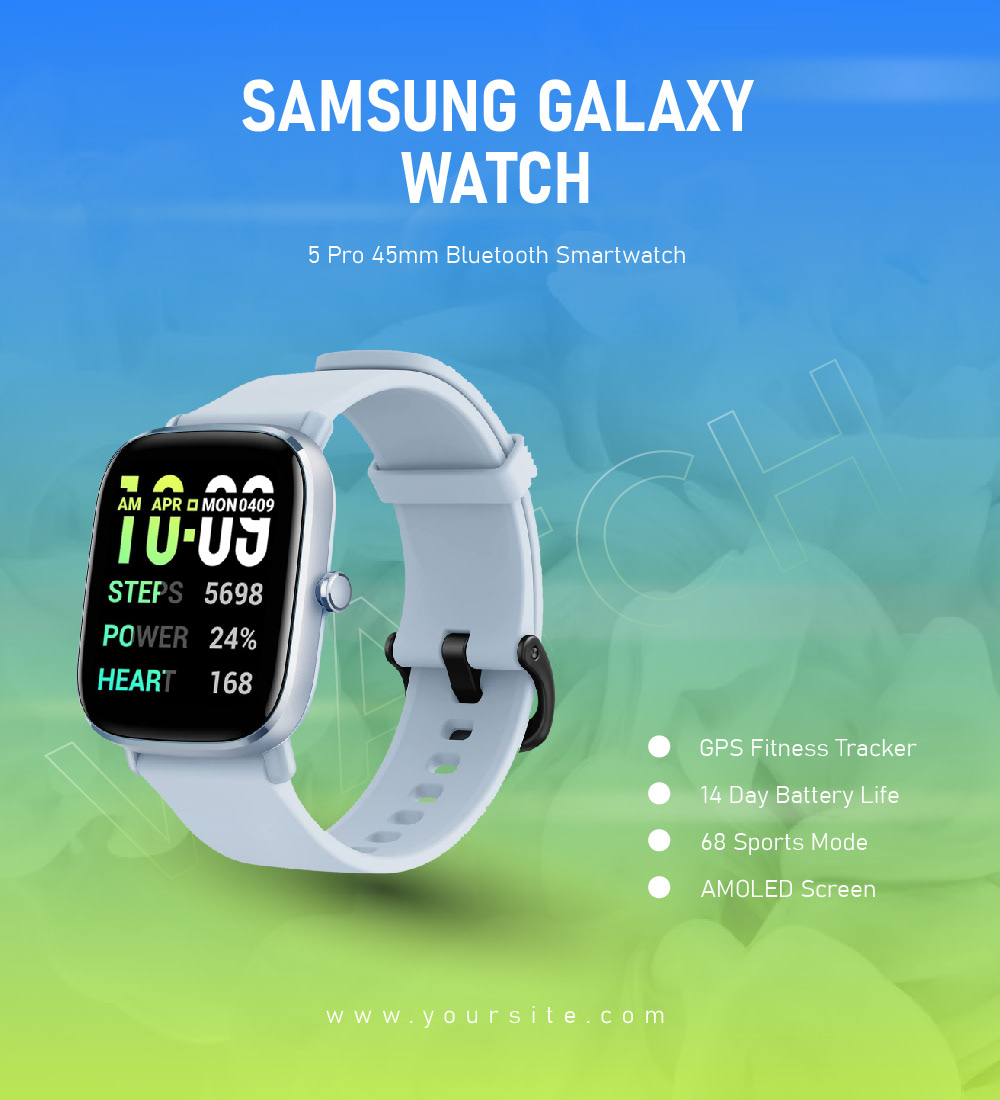 SAMSUNG GALAXY
WATCH
5 Pro 45mm Bluetooth Smartwatch
WATCH
10:09
AM APR MON 0409
STEPS 5698
POWER 24%
HEART 168
GPS Fitness Tracker
14 Day Battery Life
68 Sports Mode
AMOLED Screen
www.yoursite.com